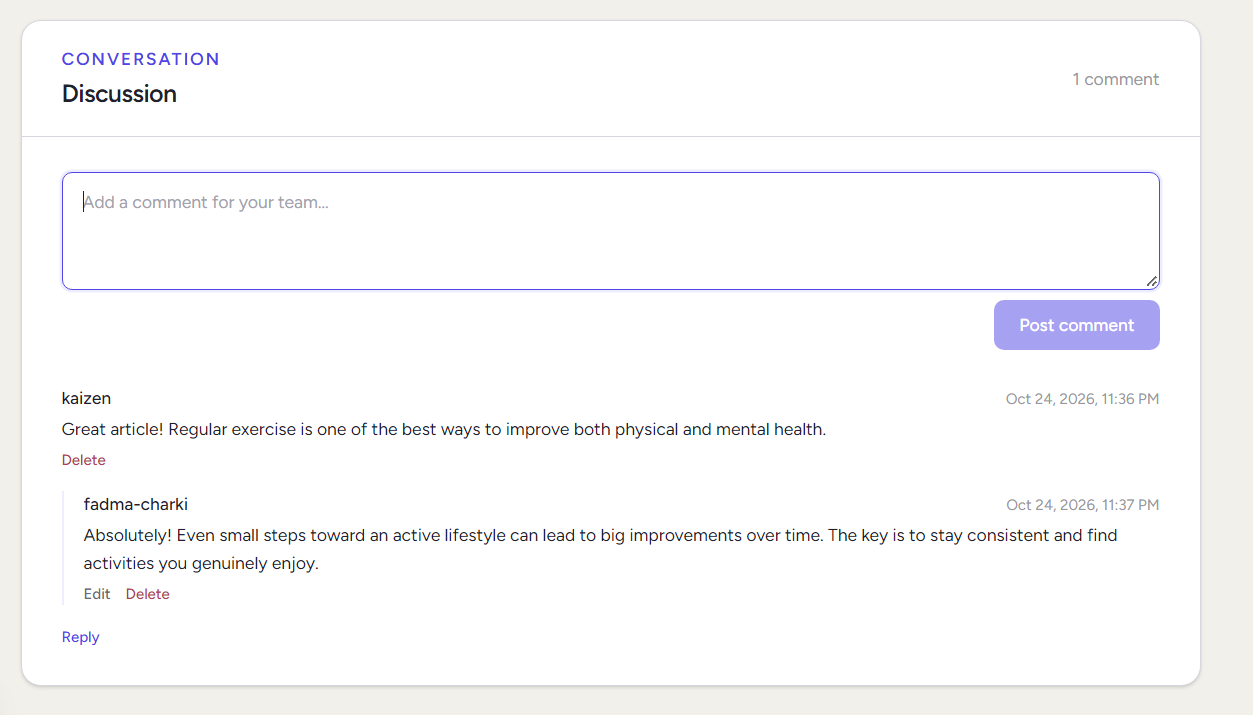 CONVERSATION
Discussion
1 comment
Add a comment for your team...
Post comment
kaizen
Oct 24, 2026, 11:36 PM
Great article! Regular exercise is one of the best ways to improve both physical and mental health.
Delete
fadma-charki
Oct 24, 2026, 11:37 PM
Absolutely! Even small steps toward an active lifestyle can lead to big improvements over time. The key is to stay consistent and find
activities you genuinely enjoy.
Edit Delete
Reply